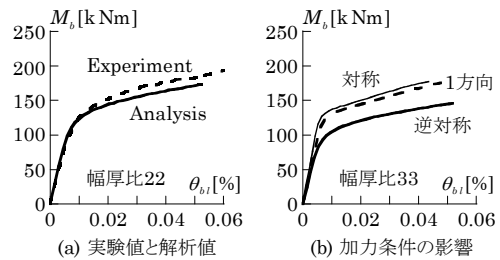 M_b [kNm]
250
200
150
100
50
0
Experiment
Analysis
幅厚比22
θ_bl [%]
0 0.02 0.04 0.06
(a) 実験値と解析値
M_b [kNm]
250
200
150
100
50
0
対称
1方向
逆対称
幅厚比33
θ_bl [%]
0 0.02 0.04 0.06
(b) 加力条件の影響